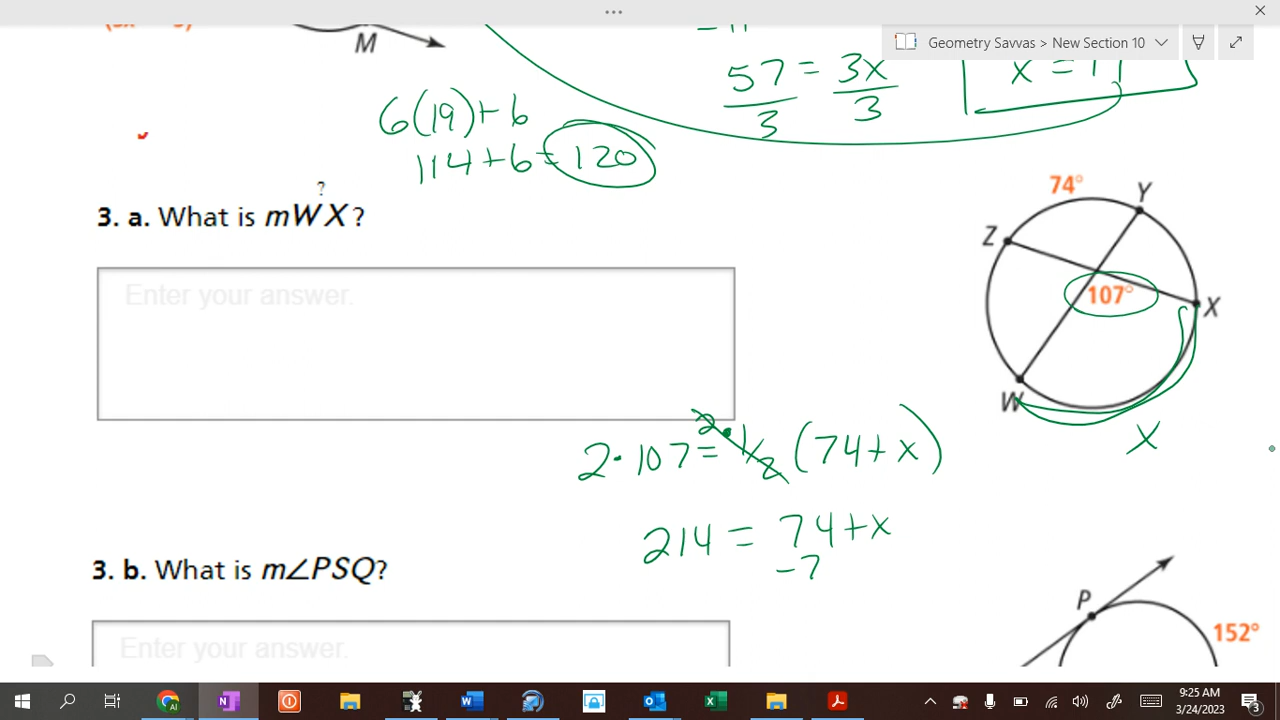 Geometry Savvas > New Section 10
M
57 = 3x
3 3
6(19)+6
114+6=120
?
3. a. What is mWX?
Enter your answer.
74°
Y
Z
107°
X
W
x
2·107= 2·1/2 (74+x)
214 = 74+x
-7
3. b. What is m∠PSQ?
Enter your answer.
P
152°
9:25 AM
3/24/2023